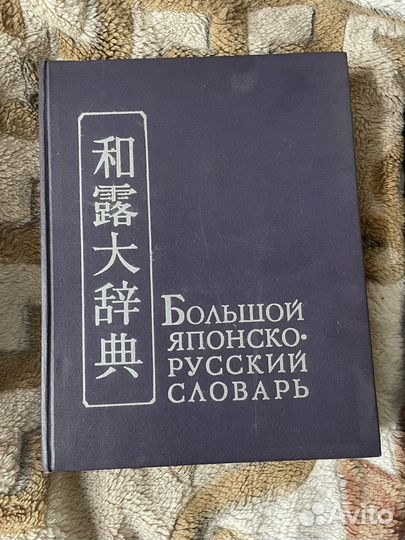 和露大辞典
Большой
японско-
русский
словарь
Avito